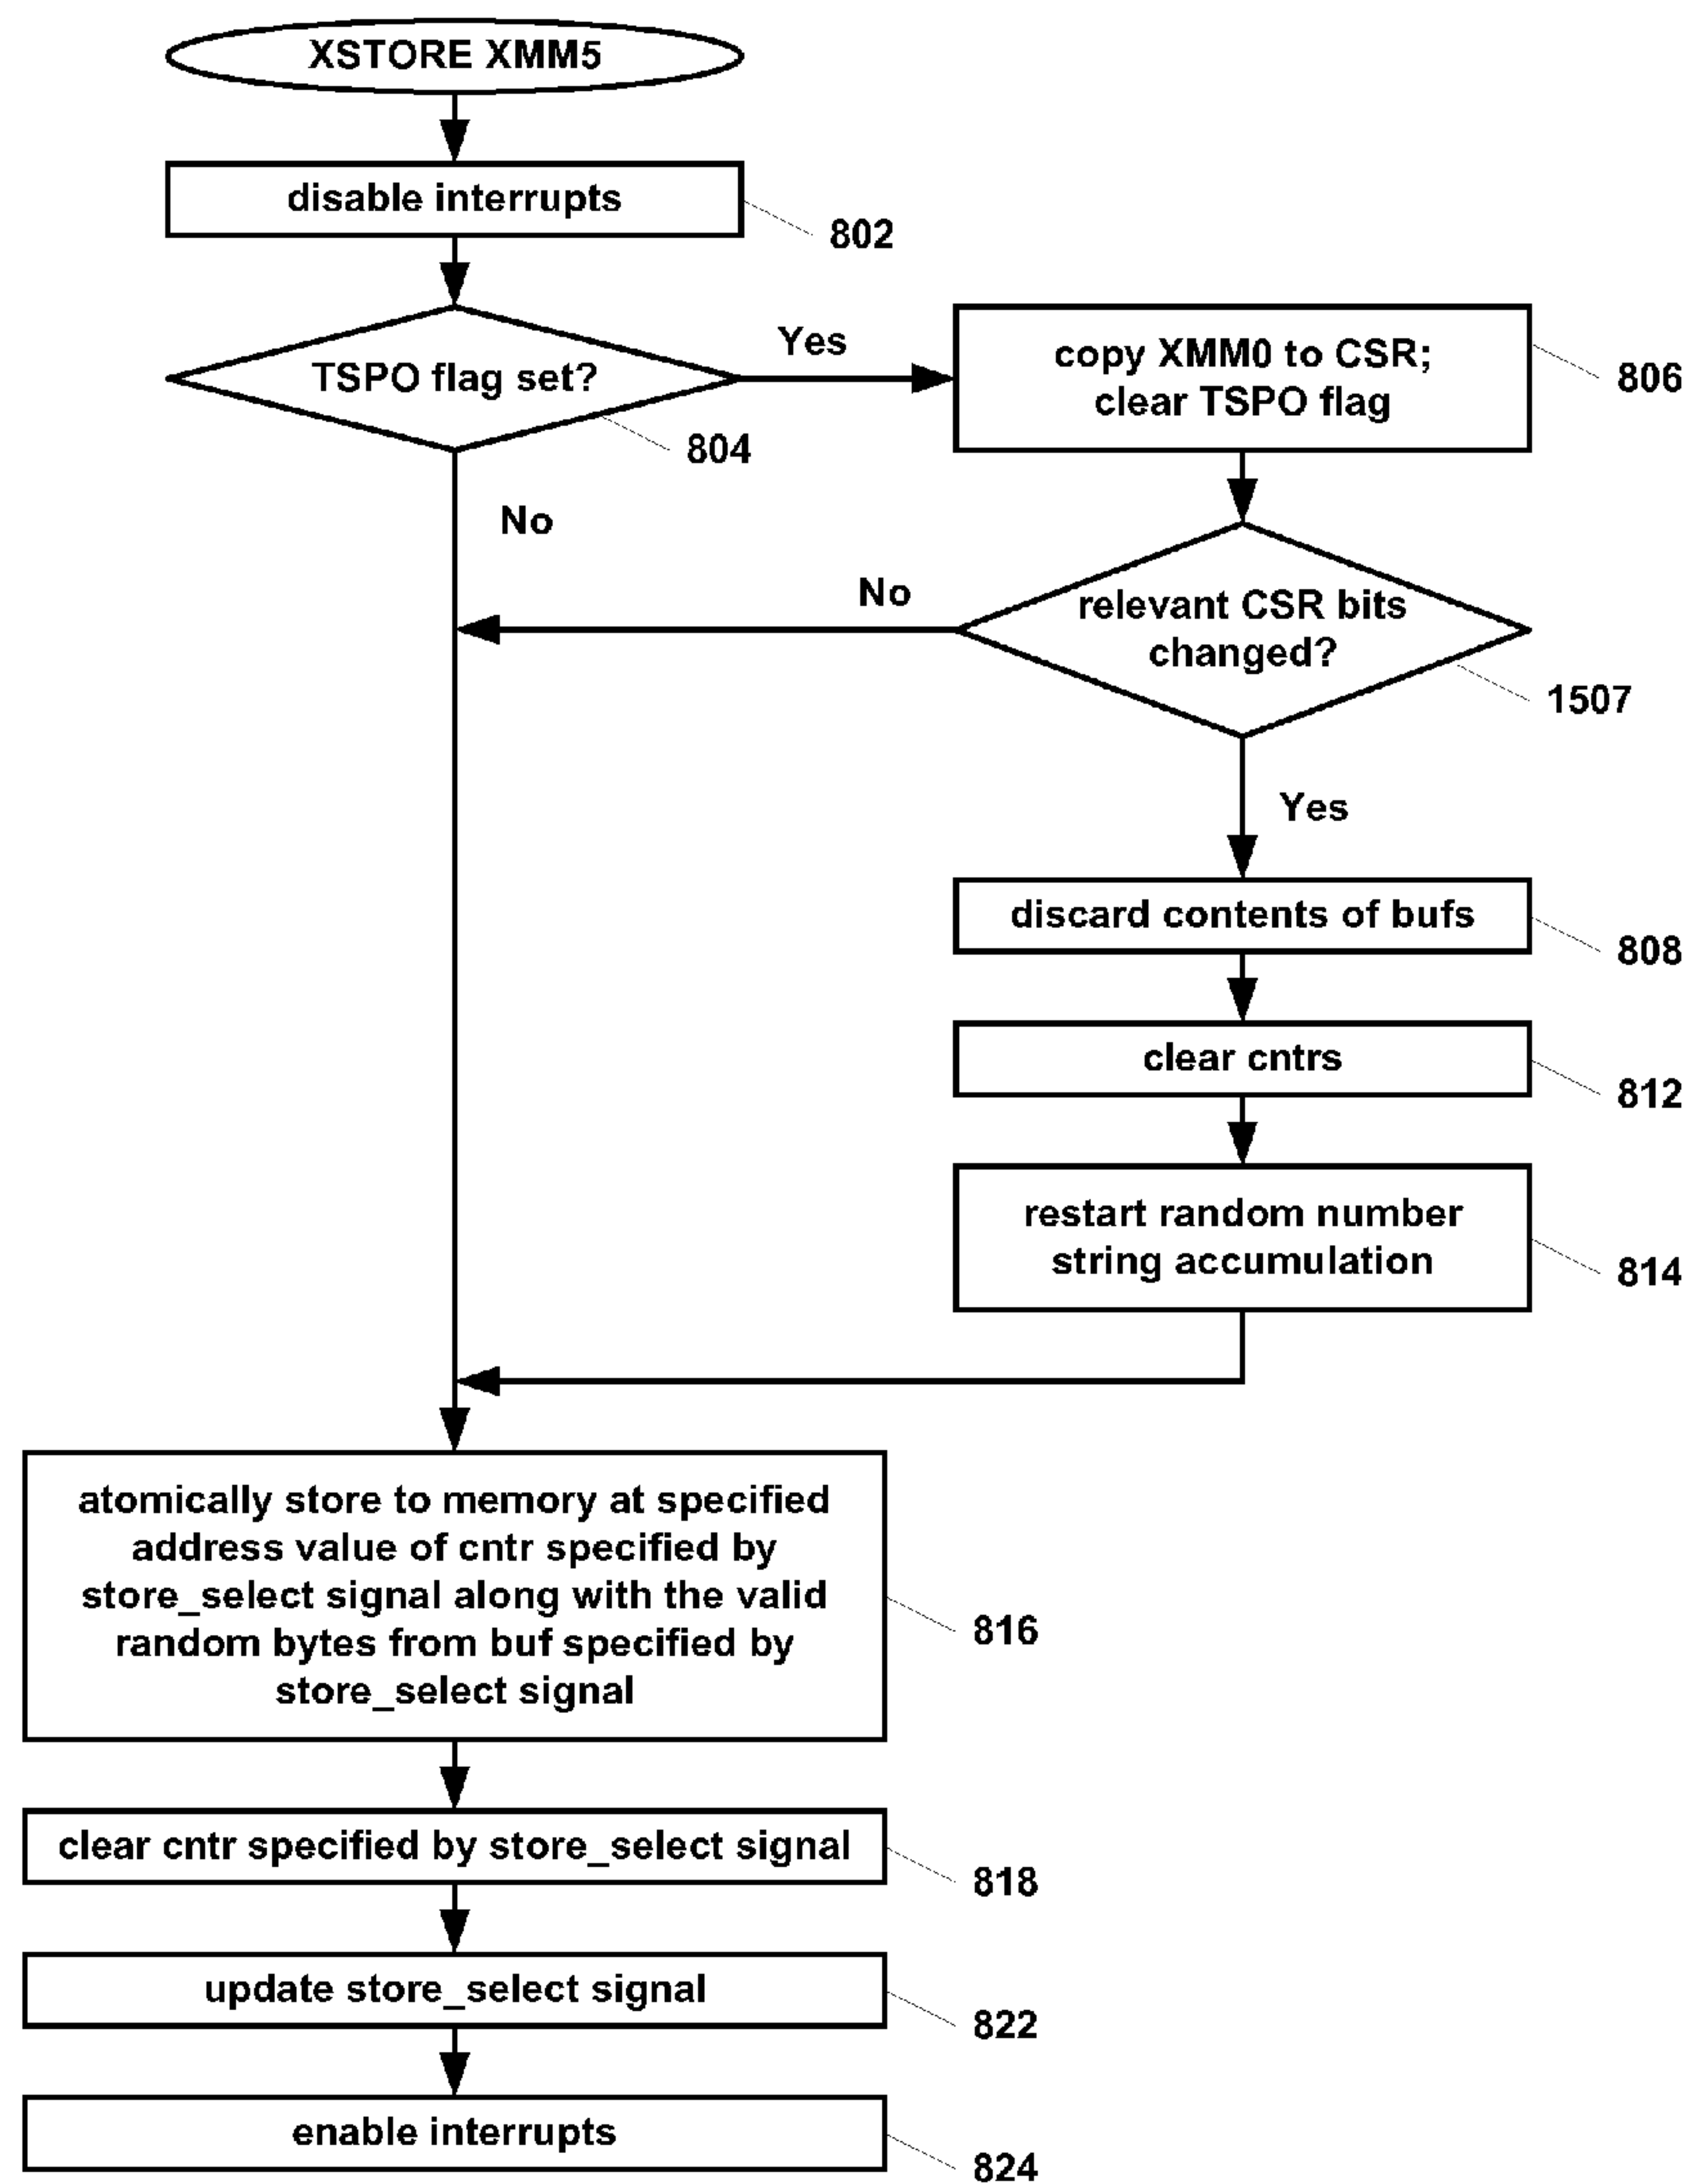 XSTORE XMM5
disable interrupts
802
TSPO flag set?
804
Yes
No
copy XMM0 to CSR;
clear TSPO flag
806
relevant CSR bits
changed?
1507
No
Yes
discard contents of bufs
808
clear cntrs
812
restart random number
string accumulation
814
atomically store to memory at specified
address value of cntr specified by
store_select signal along with the valid
random bytes from buf specified by
store_select signal
816
clear cntr specified by store_select signal
818
update store_select signal
822
enable interrupts
824